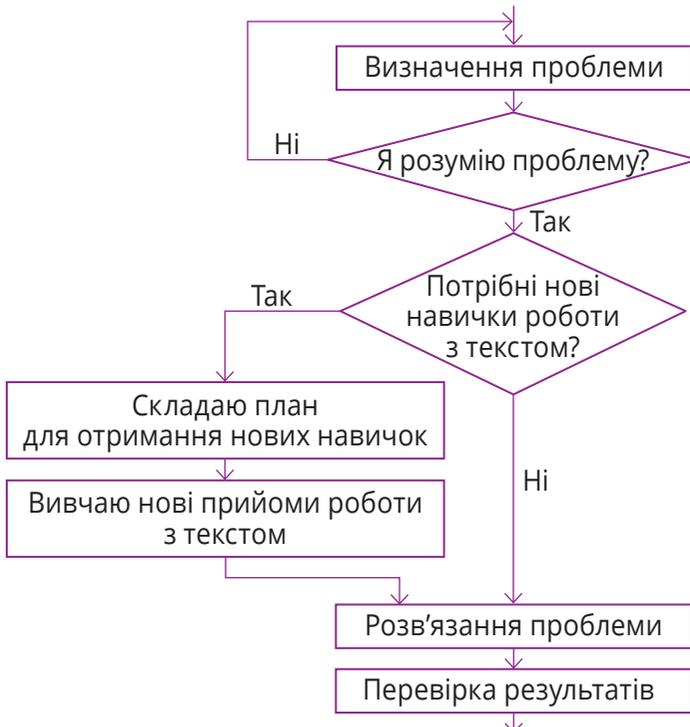 Визначення проблеми
Ні
Я розумію проблему?
Так
Так
Потрібні нові
навички роботи
з текстом?
Складаю план
для отримання нових навичок
Ні
Вивчаю нові прийоми роботи
з текстом
Розв’язання проблеми
Перевірка результатів